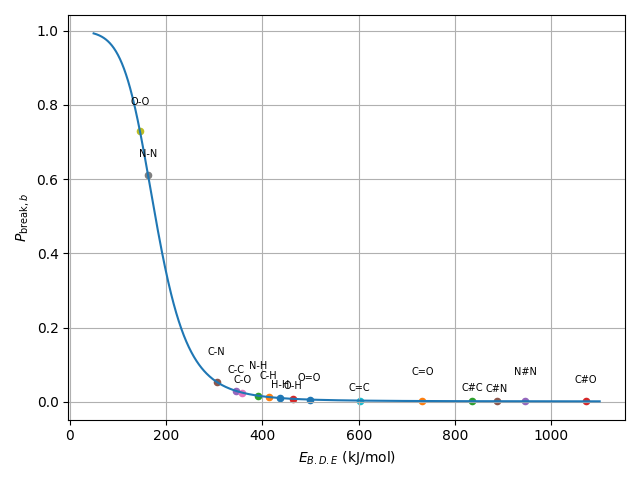 1.0
0.8
0.6
0.4
0.2
0.0
P_break,b
O-O
N-N
C-N
C-C
C-O
N-H
C-H
H-H
O-H
O=O
C=C
C=O
C#C
C#N
N#N
C#O
0
200
400
600
800
1000
E_B.D.E (kJ/mol)